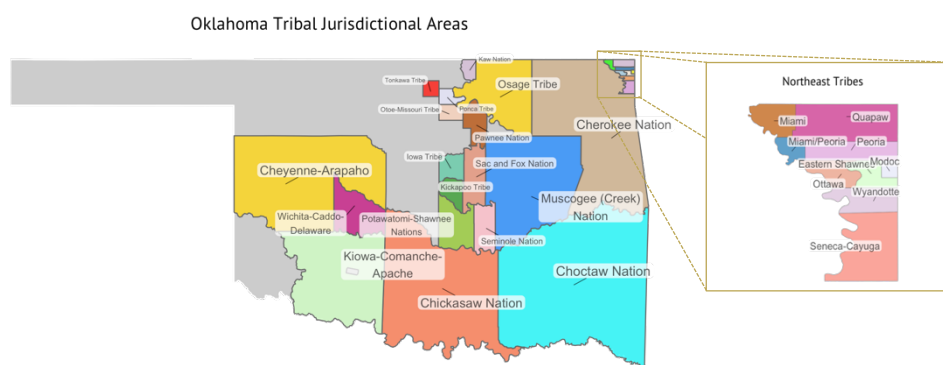 Oklahoma Tribal Jurisdictional Areas
Kaw Nation
Tonkawa Tribe
Osage Tribe
Ponca Tribe
Otoe-Missouri Tribe
Pawnee Nation
Cherokee Nation
Iowa Tribe
Sac and Fox Nation
Cheyenne-Arapaho
Kickapoo Tribe
Muscogee (Creek)
Nation
Wichita-Caddo-
Delaware
Potawatomi-Shawnee
Nations
Seminole Nation
Kiowa-Comanche-
Apache
Choctaw Nation
Chickasaw Nation
Northeast Tribes
Miami
Quapaw
Miami/Peoria
Peoria
Eastern Shawnee
Modoc
Ottawa
Wyandotte
Seneca-Cayuga